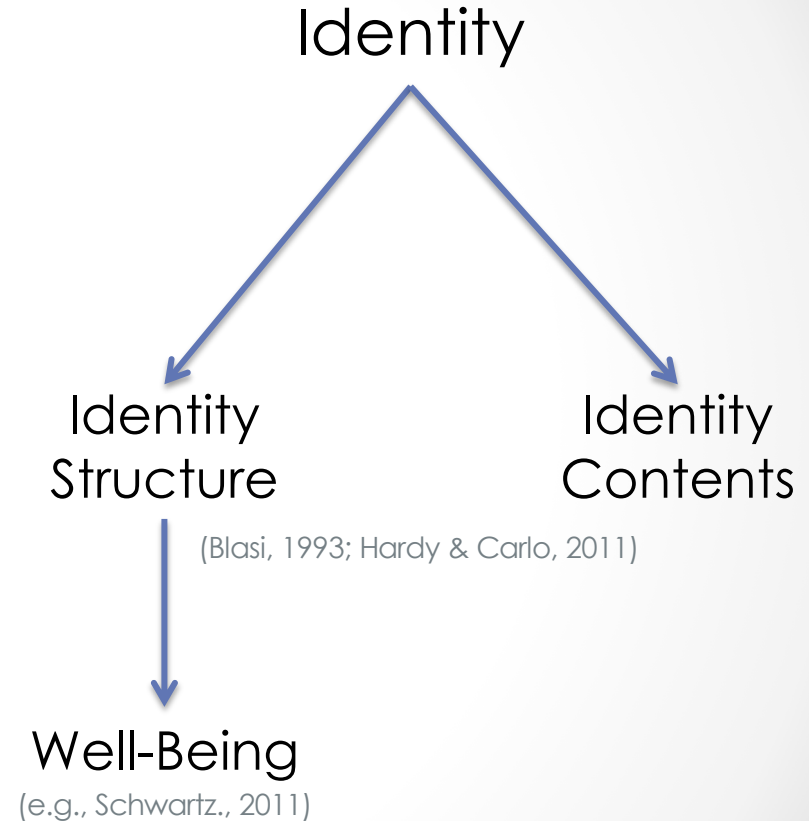 Identity
Identity
Structure
Identity
Contents
(Blasi, 1993; Hardy & Carlo, 2011)
Well-Being
(e.g., Schwartz., 2011)